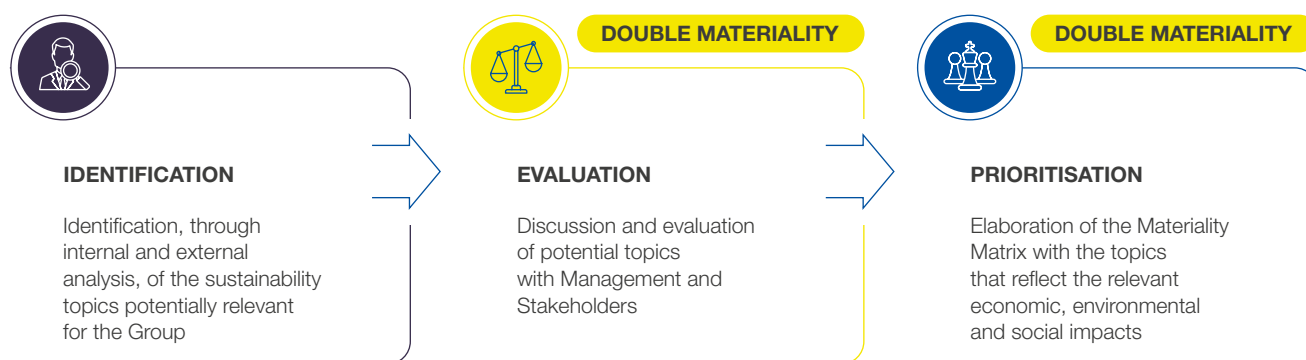 IDENTIFICATION
Identification, through
internal and external
analysis, of the sustainability
topics potentially relevant
for the Group
DOUBLE MATERIALITY
EVALUATION
Discussion and evaluation
of potential topics
with Management and
Stakeholders
DOUBLE MATERIALITY
PRIORITISATION
Elaboration of the Materiality
Matrix with the topics
that reflect the relevant
economic, environmental
and social impacts